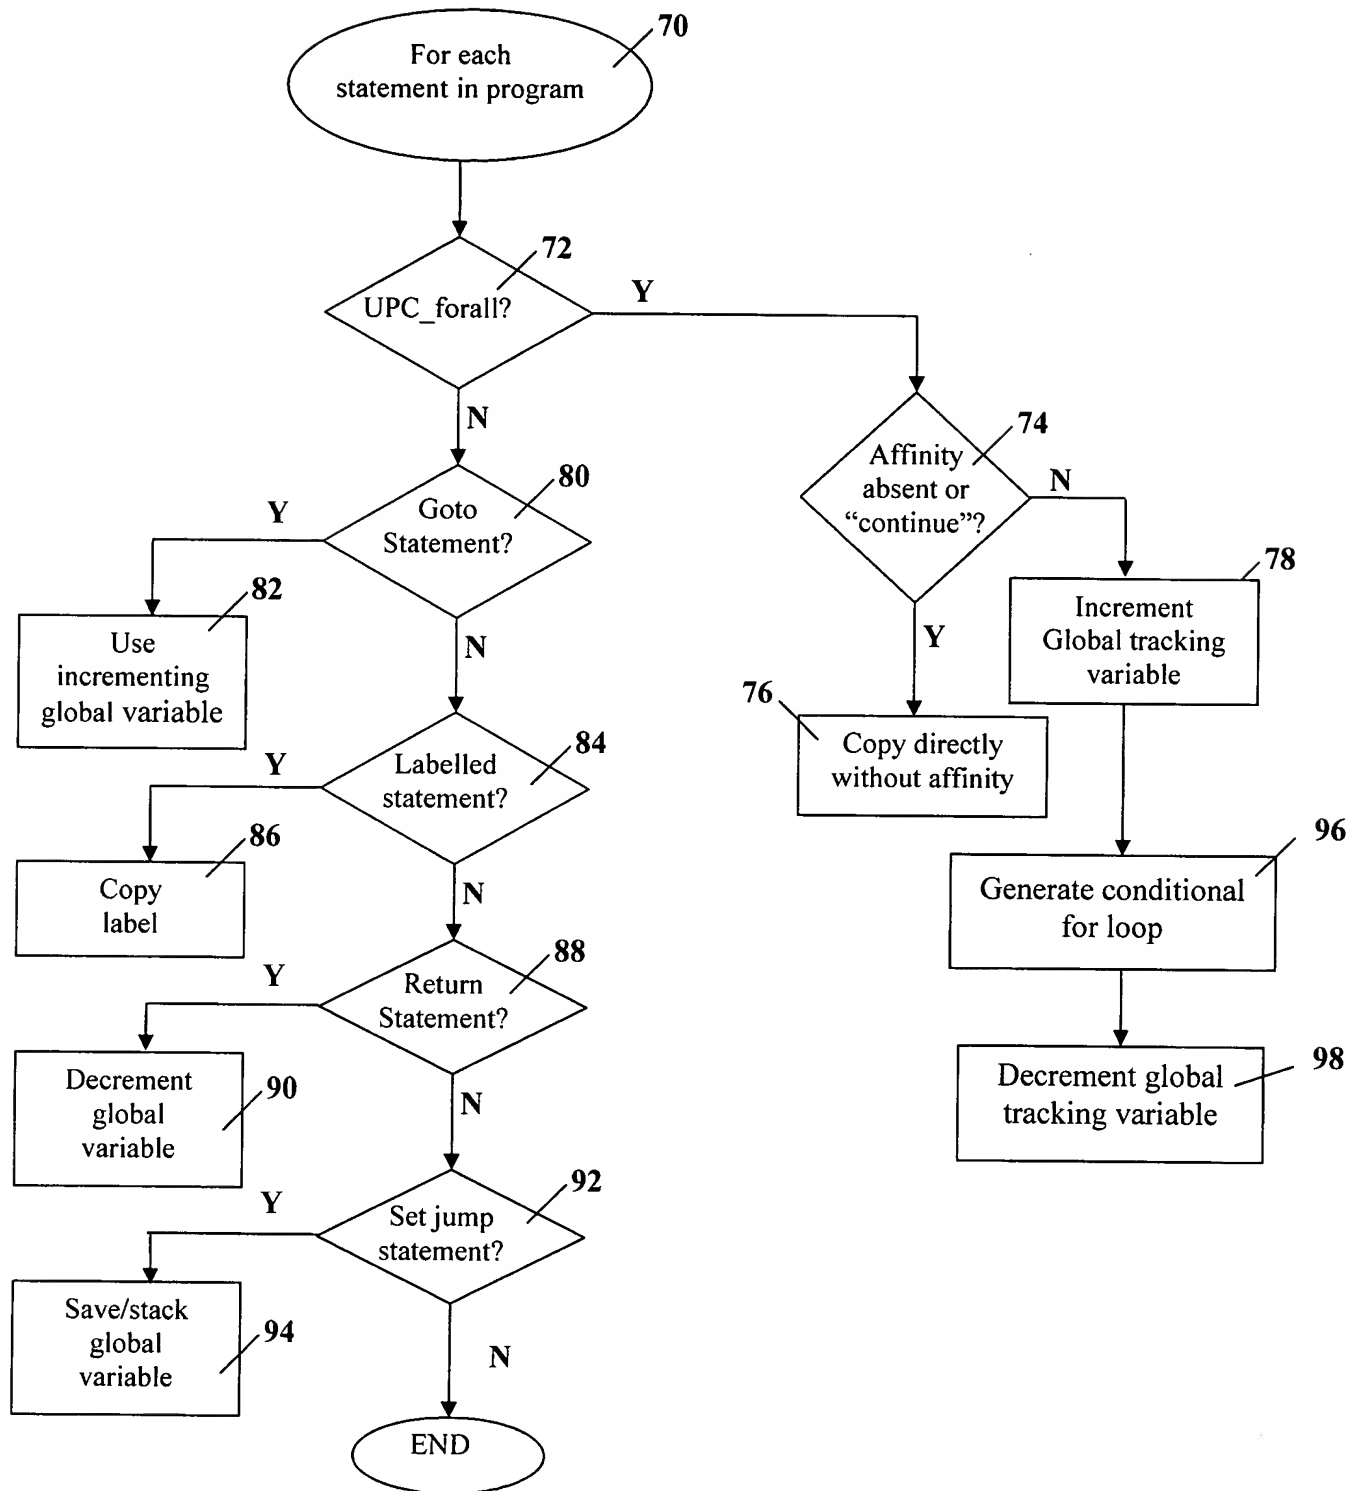 70
For each
statement in program
72
UPC_forall?
Y
N
74
Affinity
absent or
“continue”?
N
80
Goto
Statement?
Y
78
Increment
Global tracking
variable
82
Use
incrementing
global variable
N
Y
76
Copy directly
without affinity
84
Labelled
statement?
Y
86
Copy
label
96
Generate conditional
for loop
N
88
Return
Statement?
Y
98
Decrement global
tracking variable
90
Decrement
global
variable
N
92
Set jump
statement?
Y
94
Save/stack
global
variable
N
END